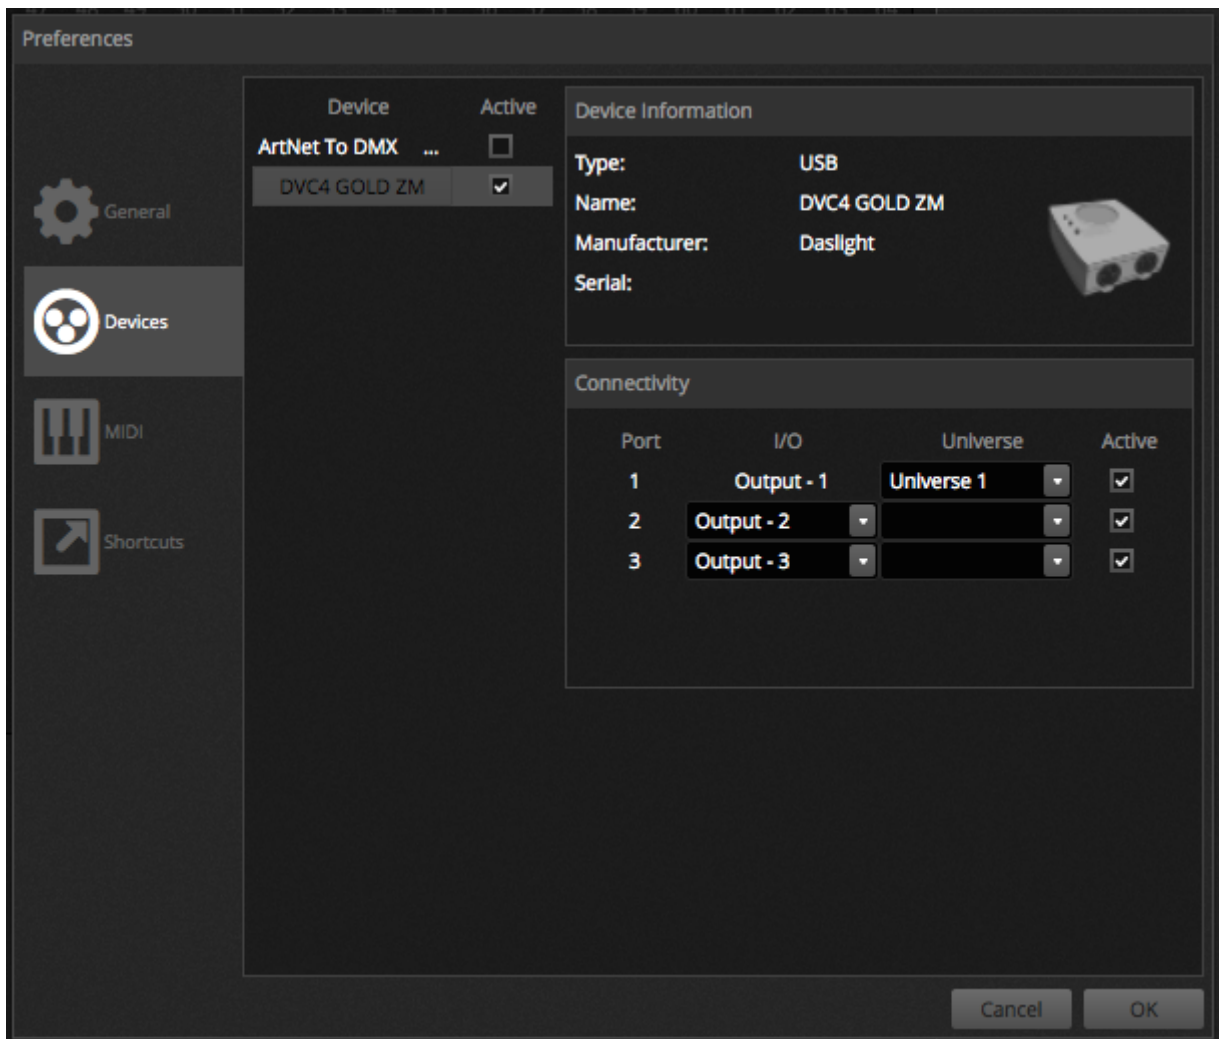 Preferences
Device Active
ArtNet To DMX ...
DVC4 GOLD ZM
General
Devices
MIDI
Shortcuts
Device Information
Type: USB
Name: DVC4 GOLD ZM
Manufacturer: Daslight
Serial:
Connectivity
Port I/O Universe Active
1 Output - 1 Universe 1
2 Output - 2
3 Output - 3
Cancel OK